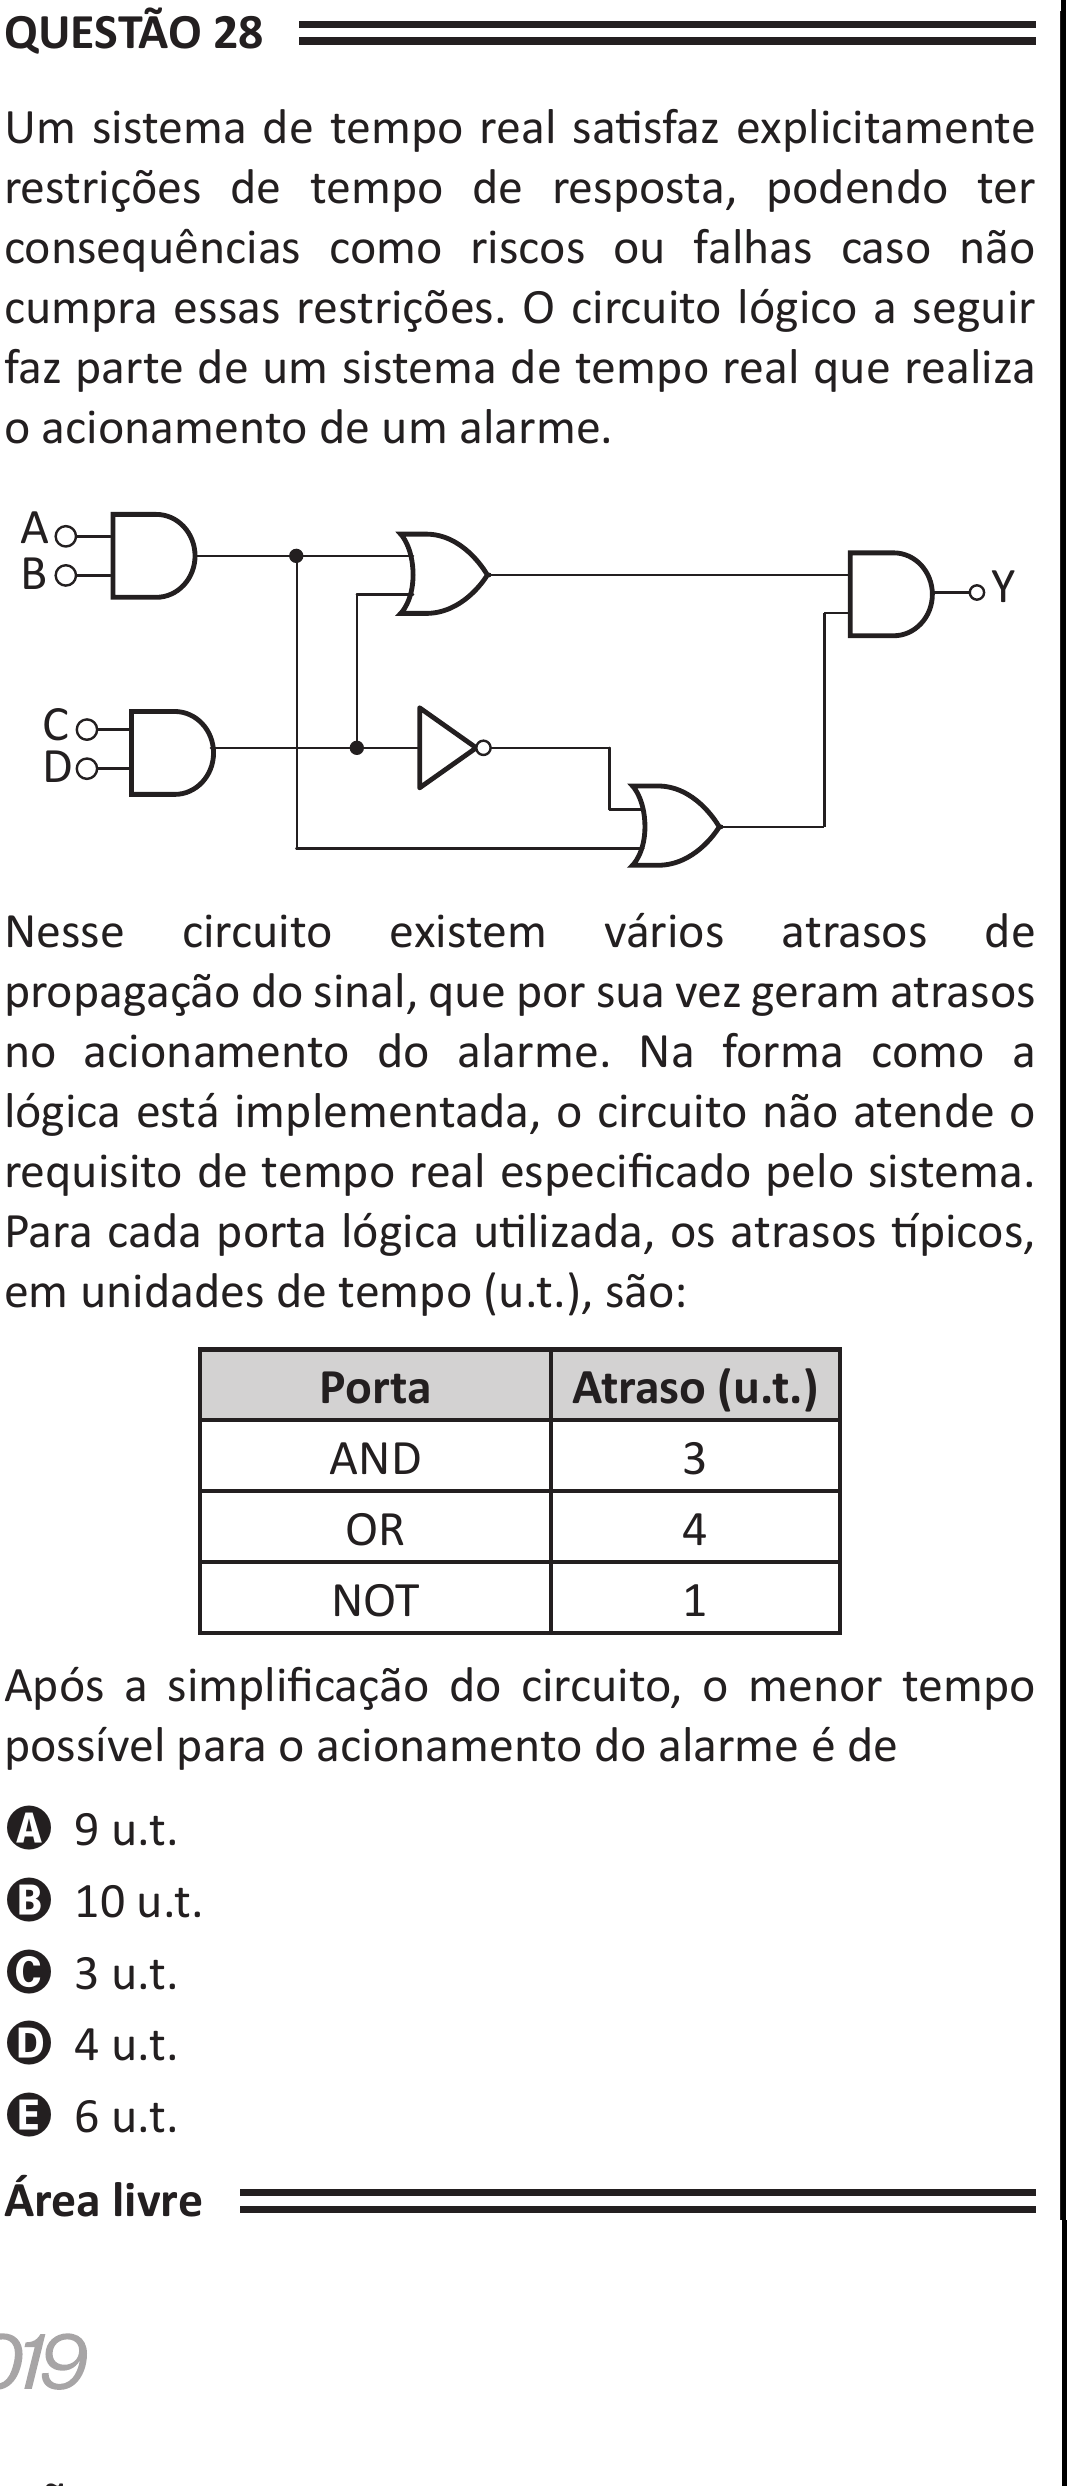 QUESTÃO 28
Um sistema de tempo real satisfaz explicitamente
restrições de tempo de resposta, podendo ter
consequências como riscos ou falhas caso não
cumpra essas restrições. O circuito lógico a seguir
faz parte de um sistema de tempo real que realiza
o acionamento de um alarme.
A
B
Y
C
D
Nesse circuito existem vários atrasos de
propagação do sinal, que por sua vez geram atrasos
no acionamento do alarme. Na forma como a
lógica está implementada, o circuito não atende o
requisito de tempo real especificado pelo sistema.
Para cada porta lógica utilizada, os atrasos típicos,
em unidades de tempo (u.t.), são:
Porta Atraso (u.t.)
AND 3
OR 4
NOT 1
Após a simplificação do circuito, o menor tempo
possível para o acionamento do alarme é de
A 9 u.t.
B 10 u.t.
C 3 u.t.
D 4 u.t.
E 6 u.t.
Área livre
019